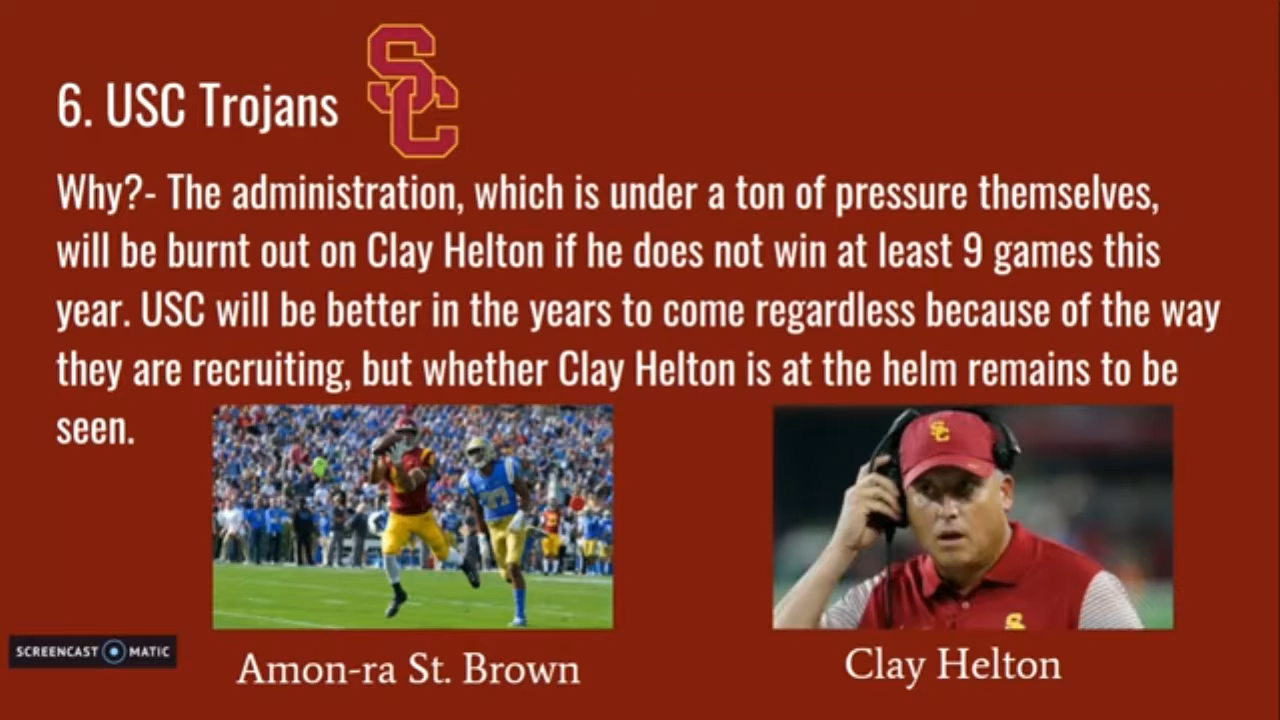 6. USC Trojans
SC
Why?- The administration, which is under a ton of pressure themselves,
will be burnt out on Clay Helton if he does not win at least 9 games this
year. USC will be better in the years to come regardless because of the way
they are recruiting, but whether Clay Helton is at the helm remains to be
seen.
SC
SC
SCREENCAST MATIC
Amon-ra St. Brown
Clay Helton